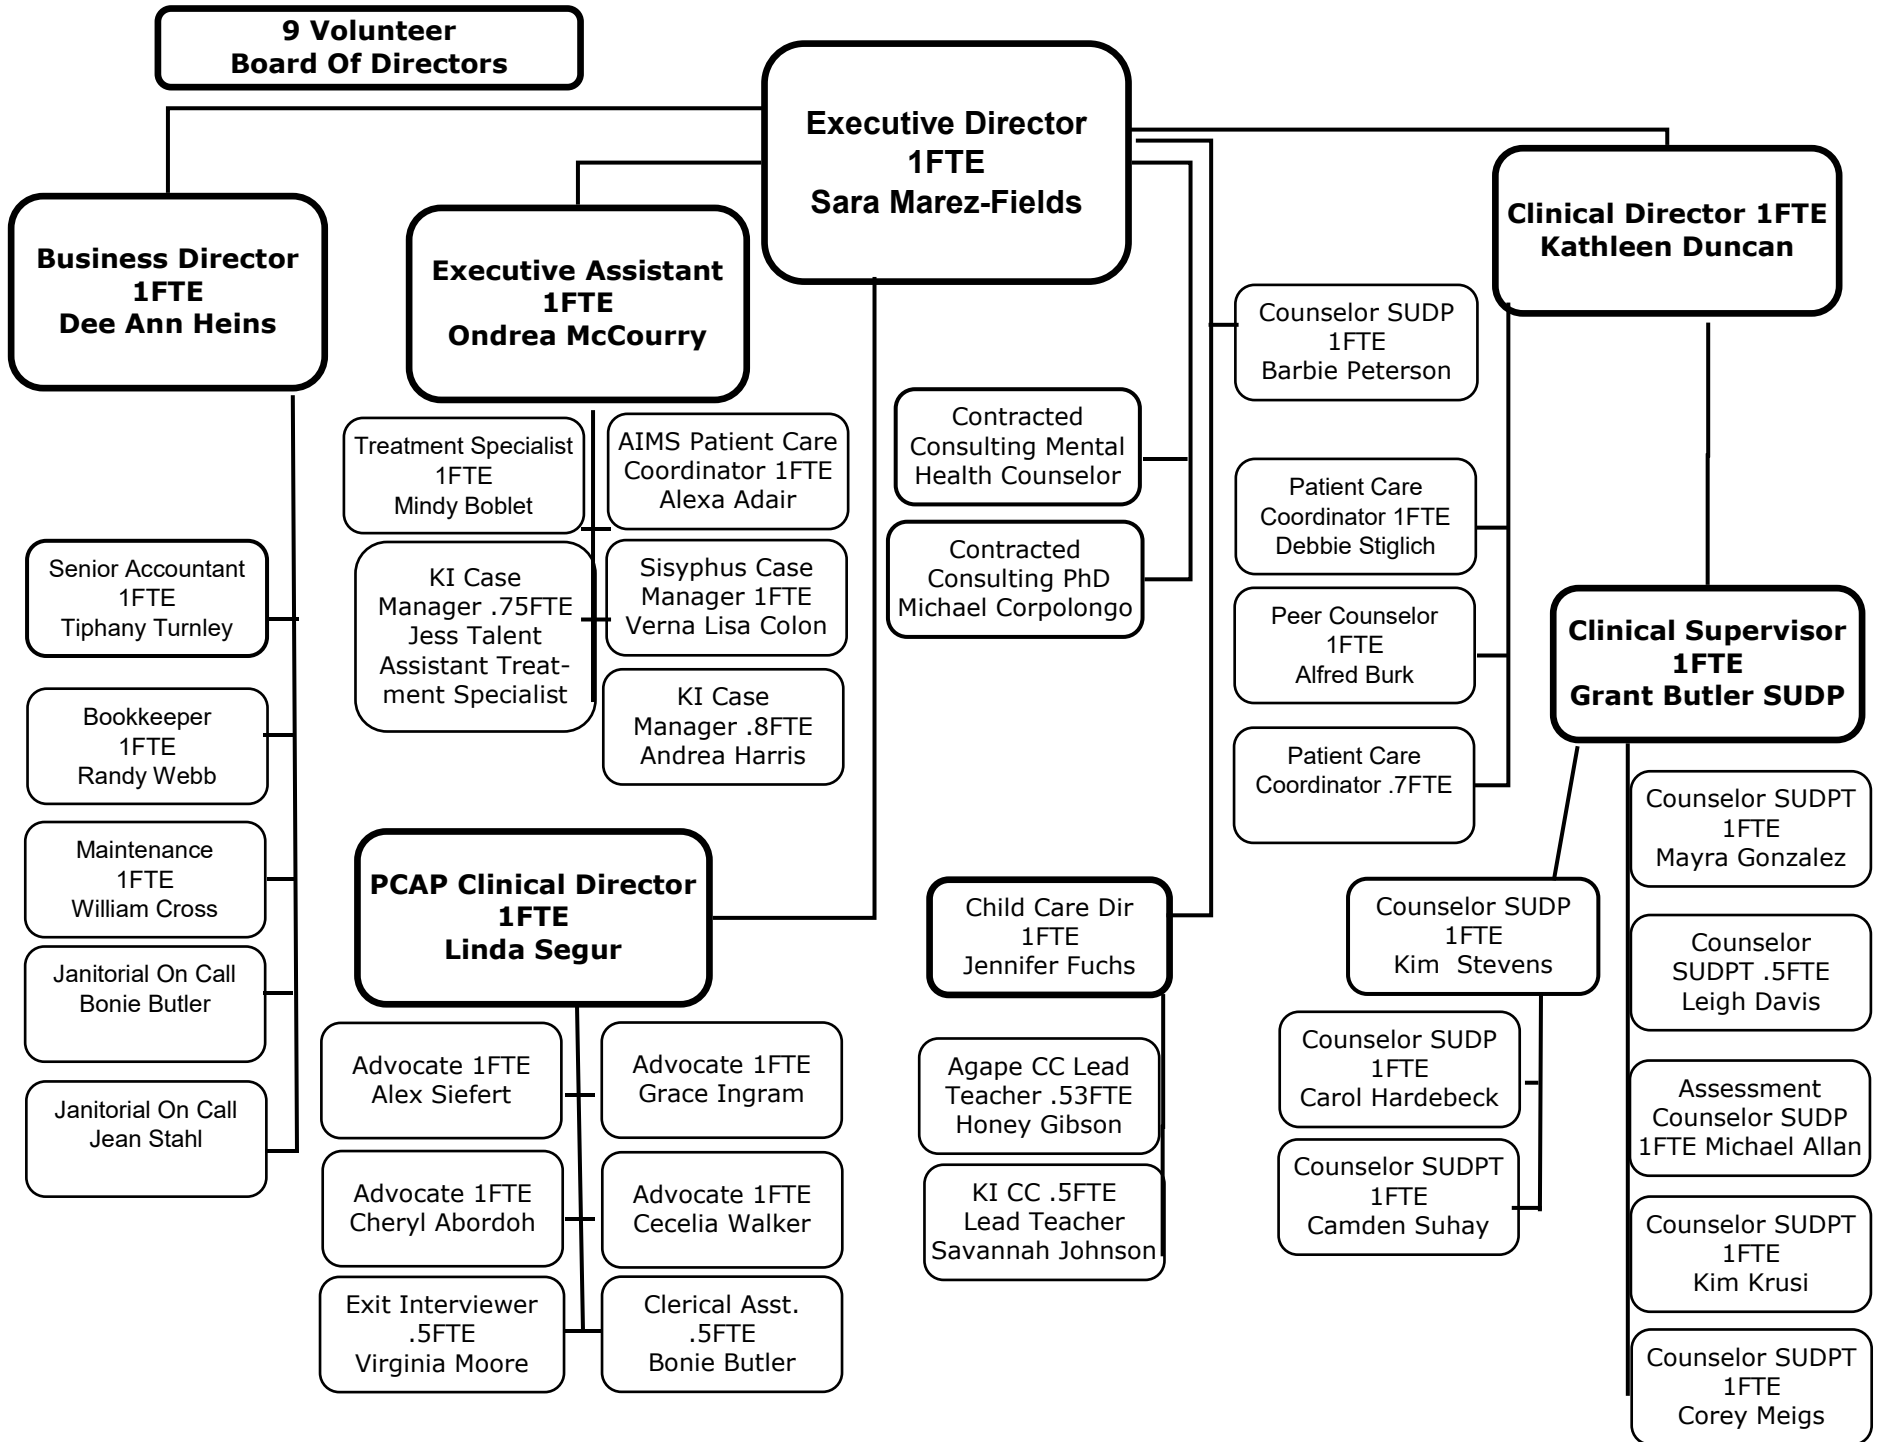 9 Volunteer
Board Of Directors
Executive Director
1FTE
Sara Marez-Fields
Business Director
1FTE
Dee Ann Heins
Executive Assistant
1FTE
Ondrea McCourry
Clinical Director 1FTE
Kathleen Duncan
Counselor SUDP
1FTE
Barbie Peterson
Treatment Specialist
1FTE
Mindy Boblet
AIMS Patient Care
Coordinator 1FTE
Alexa Adair
Contracted
Consulting Mental
Health Counselor
Patient Care
Coordinator 1FTE
Debbie Stiglich
Senior Accountant
1FTE
Tiphany Turnley
KI Case
Manager .75FTE
Jess Talent
Assistant Treat-
ment Specialist
Sisyphus Case
Manager 1FTE
Verna Lisa Colon
Contracted
Consulting PhD
Michael Corpolongo
Peer Counselor
1FTE
Alfred Burk
Clinical Supervisor
1FTE
Grant Butler SUDP
Bookkeeper
1FTE
Randy Webb
KI Case
Manager .8FTE
Andrea Harris
Patient Care
Coordinator .7FTE
Counselor SUDPT
1FTE
Mayra Gonzalez
Maintenance
1FTE
William Cross
PCAP Clinical Director
1FTE
Linda Segur
Child Care Dir
1FTE
Jennifer Fuchs
Counselor SUDP
1FTE
Kim  Stevens
Counselor
SUDPT .5FTE
Leigh Davis
Janitorial On Call
Bonie Butler
Advocate 1FTE
Alex Siefert
Advocate 1FTE
Grace Ingram
Agape CC Lead
Teacher .53FTE
Honey Gibson
Counselor SUDP
1FTE
Carol Hardebeck
Assessment
Counselor SUDP
1FTE Michael Allan
Janitorial On Call
Jean Stahl
Advocate 1FTE
Cheryl Abordoh
Advocate 1FTE
Cecelia Walker
KI CC .5FTE
Lead Teacher
Savannah Johnson
Counselor SUDPT
1FTE
Camden Suhay
Counselor SUDPT
1FTE
Kim Krusi
Exit Interviewer
.5FTE
Virginia Moore
Clerical Asst.
.5FTE
Bonie Butler
Counselor SUDPT
1FTE
Corey Meigs